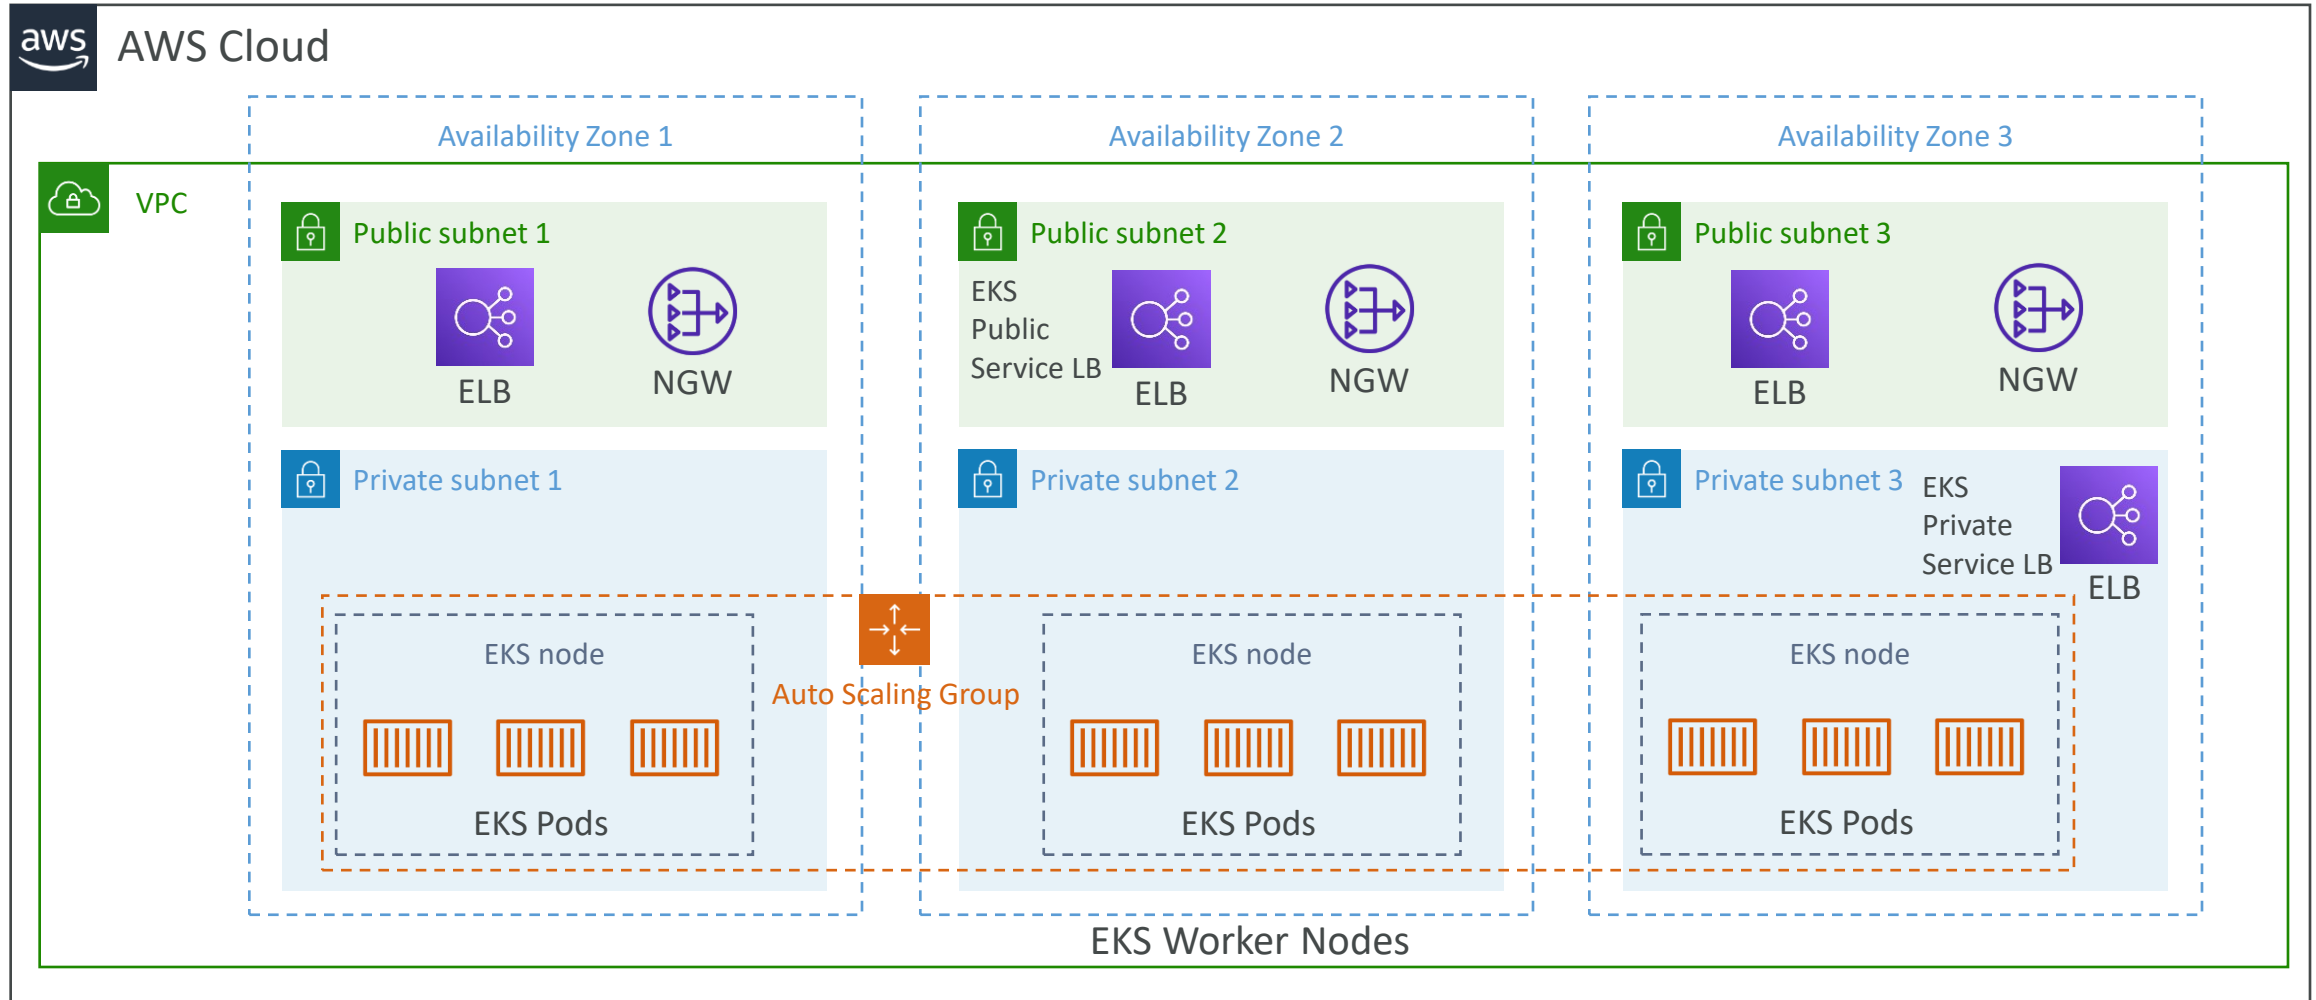 aws
AWS Cloud
Availability Zone 1
Availability Zone 2
Availability Zone 3
VPC
Public subnet 1
ELB
NGW
Public subnet 2
EKS
Public
Service LB
ELB
NGW
Public subnet 3
ELB
NGW
Private subnet 1
Private subnet 2
Private subnet 3
EKS
Private
Service LB
ELB
EKS node
EKS Pods
Auto Scaling Group
EKS node
EKS Pods
EKS node
EKS Pods
EKS Worker Nodes